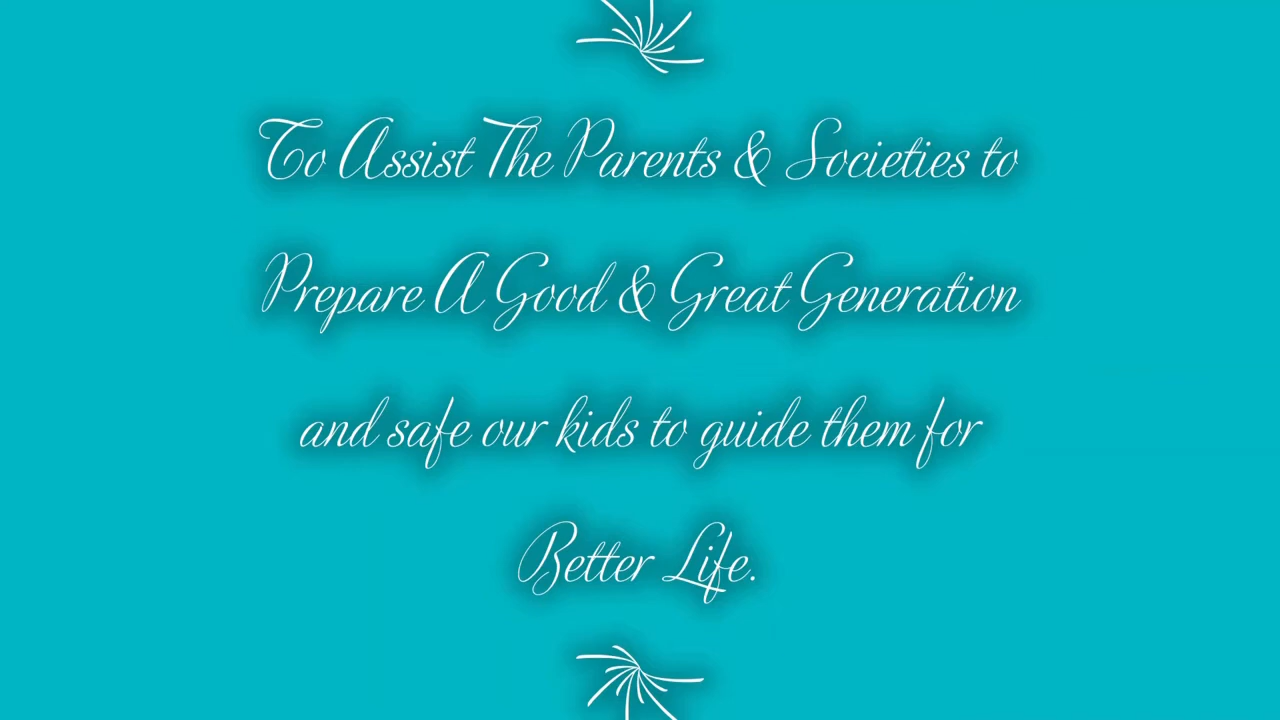 To Assist The Parents & Societies to
Prepare A Good & Great Generation
and safe our kids to guide them for
Better Life.